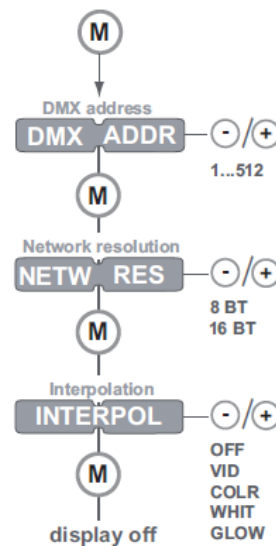 M
DMX address
DMX ADDR
-/+
1...512
M
Network resolution
NETW RES
-/+
8 BT
16 BT
M
Interpolation
INTERPOL
-/+
OFF
VID
COLR
WHIT
GLOW
M
display off